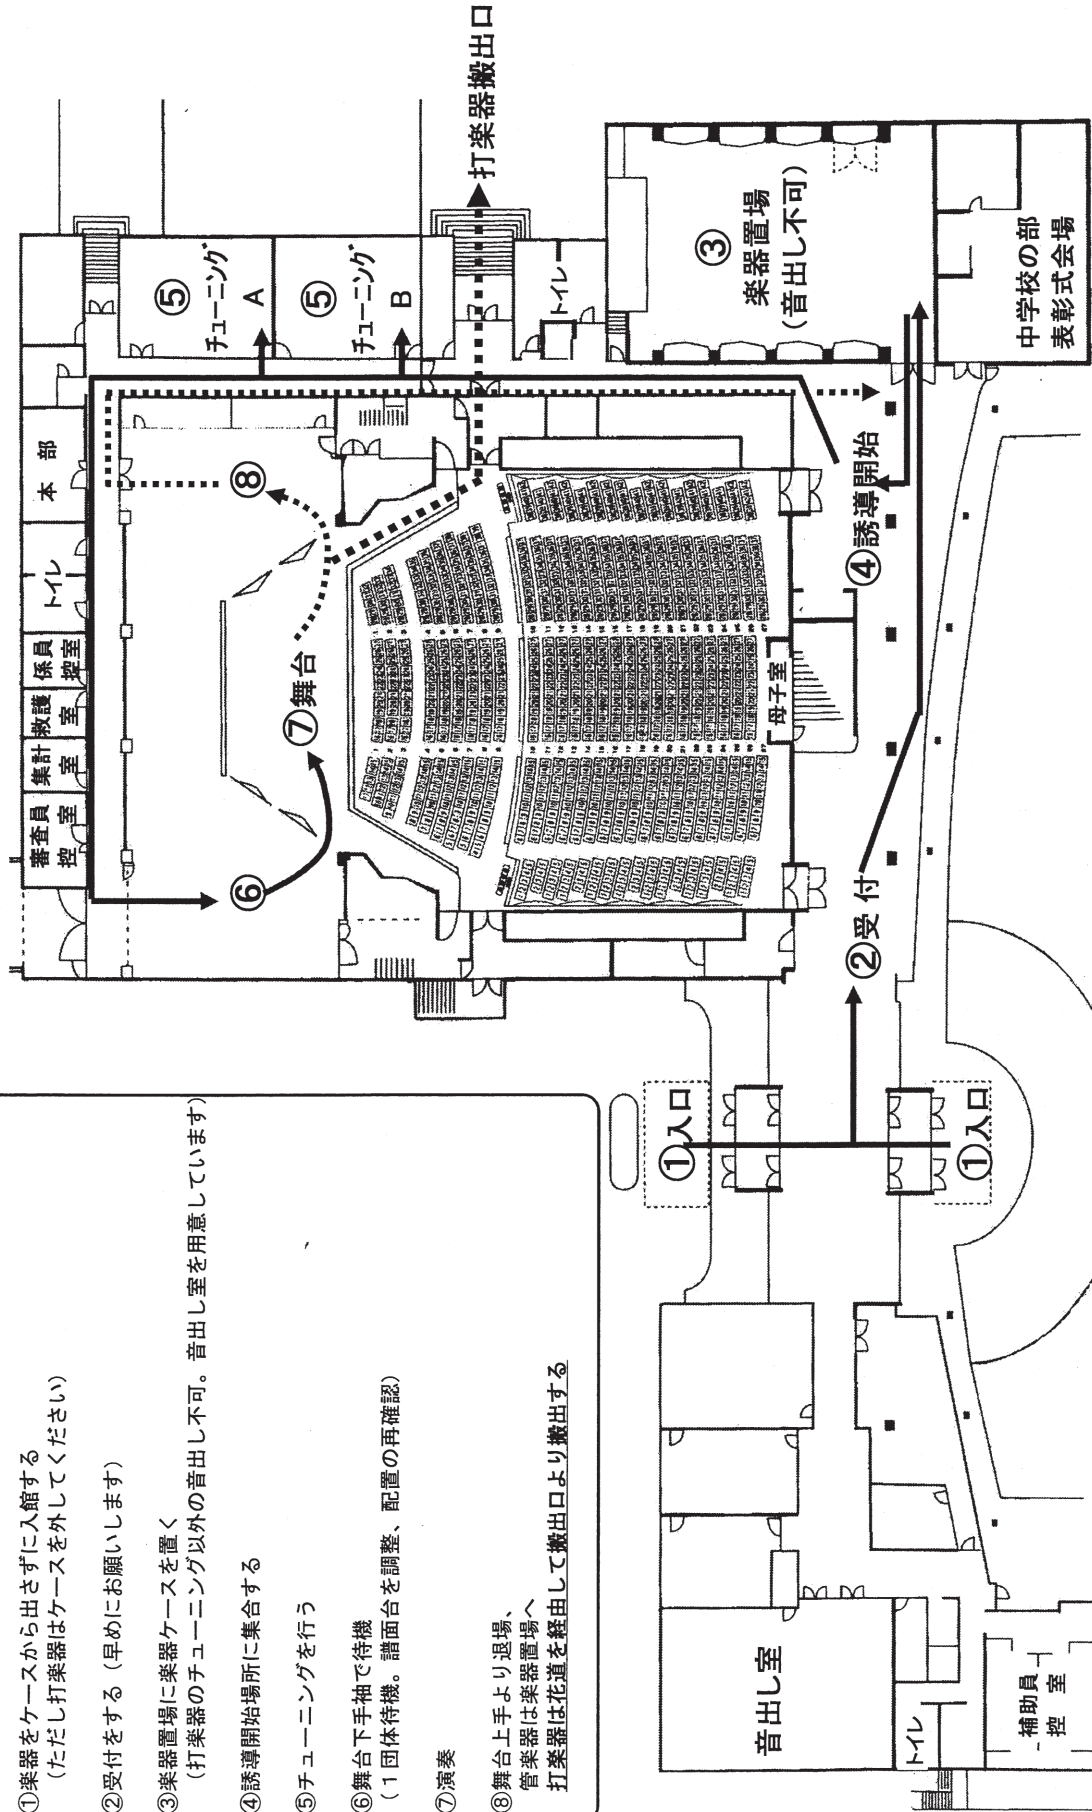 ①楽器をケースから出さずに入館する
（ただし打楽器はケースを外してください）
②受付をする（早めにお願いします）
③楽器置場に楽器ケースを置く
（打楽器のチューニング以外の音出し不可。音出し室を用意しています）
④誘導開始場所に集合する
⑤チューニングを行う
⑥舞台下手袖で待機
（１団体待機。譜面台を調整、配置の再確認）
⑦演奏
⑧舞台上手より退場、
管楽器は楽器置場へ
打楽器は花道を経由して搬出口より搬出する
審査員
控室
集計
室
救護
室
係員
控室
トイレ
本部
⑤
チューニング
A
⑤
チューニング
B
打楽器搬出口
トイレ
③
楽器置場
（音出し不可）
中学校の部
表彰式会場
⑥
⑦舞台
⑧
母子室
④誘導開始
②受付
①入口
①入口
音出し室
トイレ
補助員
控室